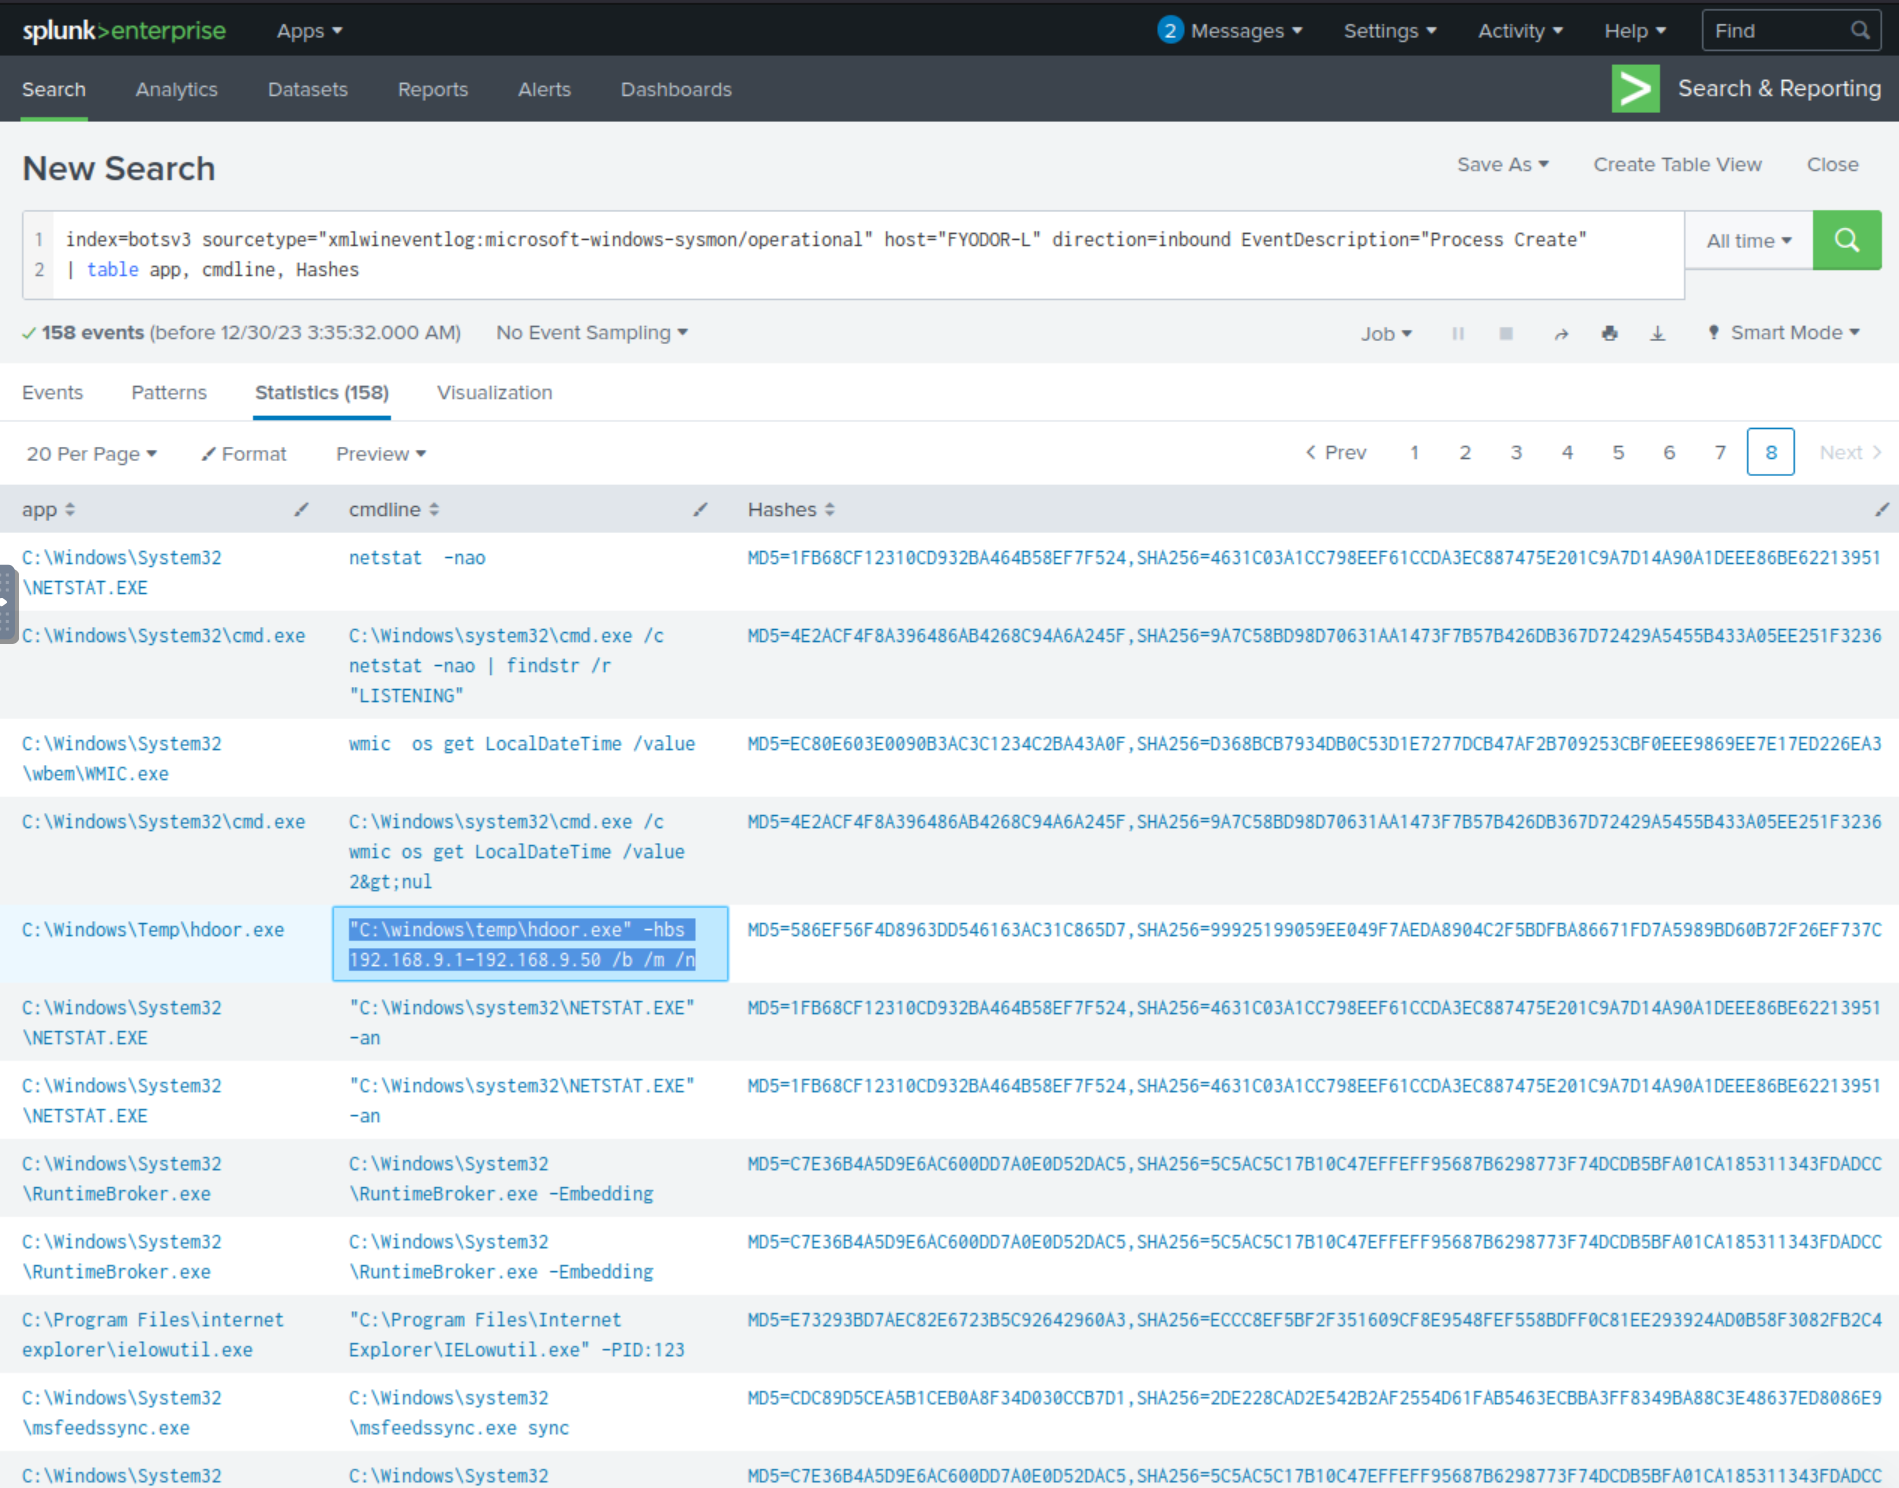 splunk>enterprise Apps 2 Messages Settings Activity Help Find
Search Analytics Datasets Reports Alerts Dashboards Search & Reporting
New Search Save As Create Table View Close
1 index=botsv3 sourcetype="xmlwineventlog:microsoft-windows-sysmon/operational" host="FYODOR-L" direction=inbound EventDescription="Process Create" All time
2 | table app, cmdline, Hashes
158 events (before 12/30/23 3:35:32.000 AM) No Event Sampling Job Smart Mode
Events Patterns Statistics (158) Visualization
20 Per Page Format Preview < Prev 1 2 3 4 5 6 7 8 Next >
app cmdline Hashes
C:\Windows\System32 netstat -nao MD5=1FB68CF12310CD932BA464B58EF7F524,SHA256=4631C03A1CC798EEF61CCDA3EC887475E201C9A7D14A90A1DEEE86BE62213951
\NETSTAT.EXE
C:\Windows\System32\cmd.exe C:\Windows\system32\cmd.exe /c MD5=4E2ACF4F8A396486AB4268C94A6A245F,SHA256=9A7C58BD98D70631AA1473F7B57B426DB367D72429A5455B433A05EE251F3236
netstat -nao | findstr /r
"LISTENING"
C:\Windows\System32 wmic os get LocalDateTime /value MD5=EC80E603E0090B3AC3C1234C2BA43A0F,SHA256=D368BCB7934DB0C53D1E7277DCB47AF2B709253CBF0EEE9869EE7E17ED226EA3
\wbem\WMIC.exe
C:\Windows\System32\cmd.exe C:\Windows\system32\cmd.exe /c MD5=4E2ACF4F8A396486AB4268C94A6A245F,SHA256=9A7C58BD98D70631AA1473F7B57B426DB367D72429A5455B433A05EE251F3236
wmic os get LocalDateTime /value
2&gt;nul
C:\Windows\Temp\hdoor.exe "C:\windows\temp\hdoor.exe" -hbs MD5=586EF56F4D8963DD546163AC31C865D7,SHA256=99925199059EE049F7AEDA8904C2F5BDFBA86671FD7A5989BD60B72F26EF737C
192.168.9.1-192.168.9.50 /b /m /n
C:\Windows\System32 "C:\Windows\system32\NETSTAT.EXE" MD5=1FB68CF12310CD932BA464B58EF7F524,SHA256=4631C03A1CC798EEF61CCDA3EC887475E201C9A7D14A90A1DEEE86BE62213951
\NETSTAT.EXE -an
C:\Windows\System32 "C:\Windows\system32\NETSTAT.EXE" MD5=1FB68CF12310CD932BA464B58EF7F524,SHA256=4631C03A1CC798EEF61CCDA3EC887475E201C9A7D14A90A1DEEE86BE62213951
\NETSTAT.EXE -an
C:\Windows\System32 C:\Windows\System32 MD5=C7E36B4A5D9E6AC600DD7A0E0D52DAC5,SHA256=5C5AC5C17B10C47EFFEFF95687B6298773F74DCDB5BFA01CA185311343FDADCC
\RuntimeBroker.exe \RuntimeBroker.exe -Embedding
C:\Windows\System32 C:\Windows\System32 MD5=C7E36B4A5D9E6AC600DD7A0E0D52DAC5,SHA256=5C5AC5C17B10C47EFFEFF95687B6298773F74DCDB5BFA01CA185311343FDADCC
\RuntimeBroker.exe \RuntimeBroker.exe -Embedding
C:\Program Files\internet "C:\Program Files\Internet MD5=E73293BD7AEC82E6723B5C92642960A3,SHA256=ECCC8EF5BF2F351609CF8E9548FEF558BDFF0C81EE293924AD0B58F3082FB2C4
explorer\ielowutil.exe Explorer\IELowutil.exe" -PID:123
C:\Windows\System32 C:\Windows\system32 MD5=CDC89D5CEA5B1CEB0A8F34D030CCB7D1,SHA256=2DE228CAD2E542B2AF2554D61FAB5463ECBBA3FF8349BA88C3E48637ED8086E9
\msfeedssync.exe \msfeedssync.exe sync
C:\Windows\System32 C:\Windows\System32 MD5=C7E36B4A5D9E6AC600DD7A0E0D52DAC5,SHA256=5C5AC5C17B10C47EFFEFF95687B6298773F74DCDB5BFA01CA185311343FDADCC